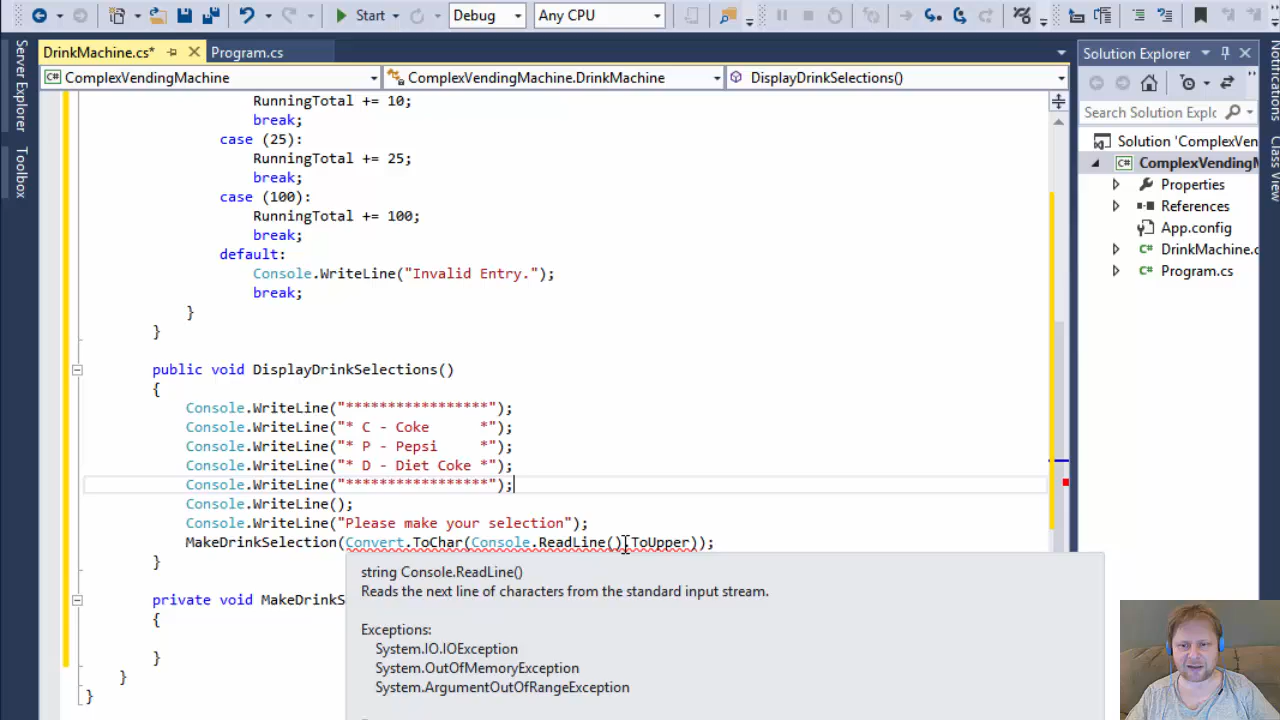 Start
Debug
Any CPU
DrinkMachine.cs*
Program.cs
ComplexVendingMachine
ComplexVendingMachine.DrinkMachine
DisplayDrinkSelections()
Server Explorer
Toolbox
RunningTotal += 10;
break;
case (25):
RunningTotal += 25;
break;
case (100):
RunningTotal += 100;
break;
default:
Console.WriteLine("Invalid Entry.");
break;
}
}
public void DisplayDrinkSelections()
{
Console.WriteLine("*****************");
Console.WriteLine("* C - Coke      *");
Console.WriteLine("* P - Pepsi     *");
Console.WriteLine("* D - Diet Coke *");
Console.WriteLine("*****************");
Console.WriteLine();
Console.WriteLine("Please make your selection");
MakeDrinkSelection(Convert.ToChar(Console.ReadLine().ToUpper));
}
private void MakeDrinkS
{
}
}
}
string Console.ReadLine()
Reads the next line of characters from the standard input stream.
Exceptions:
System.IO.IOException
System.OutOfMemoryException
System.ArgumentOutOfRangeException
Solution Explorer
Search Solution Explc
Solution 'ComplexVen
C# ComplexVendingM
Properties
References
App.config
C# DrinkMachine.c
C# Program.cs
Notifications
Class View